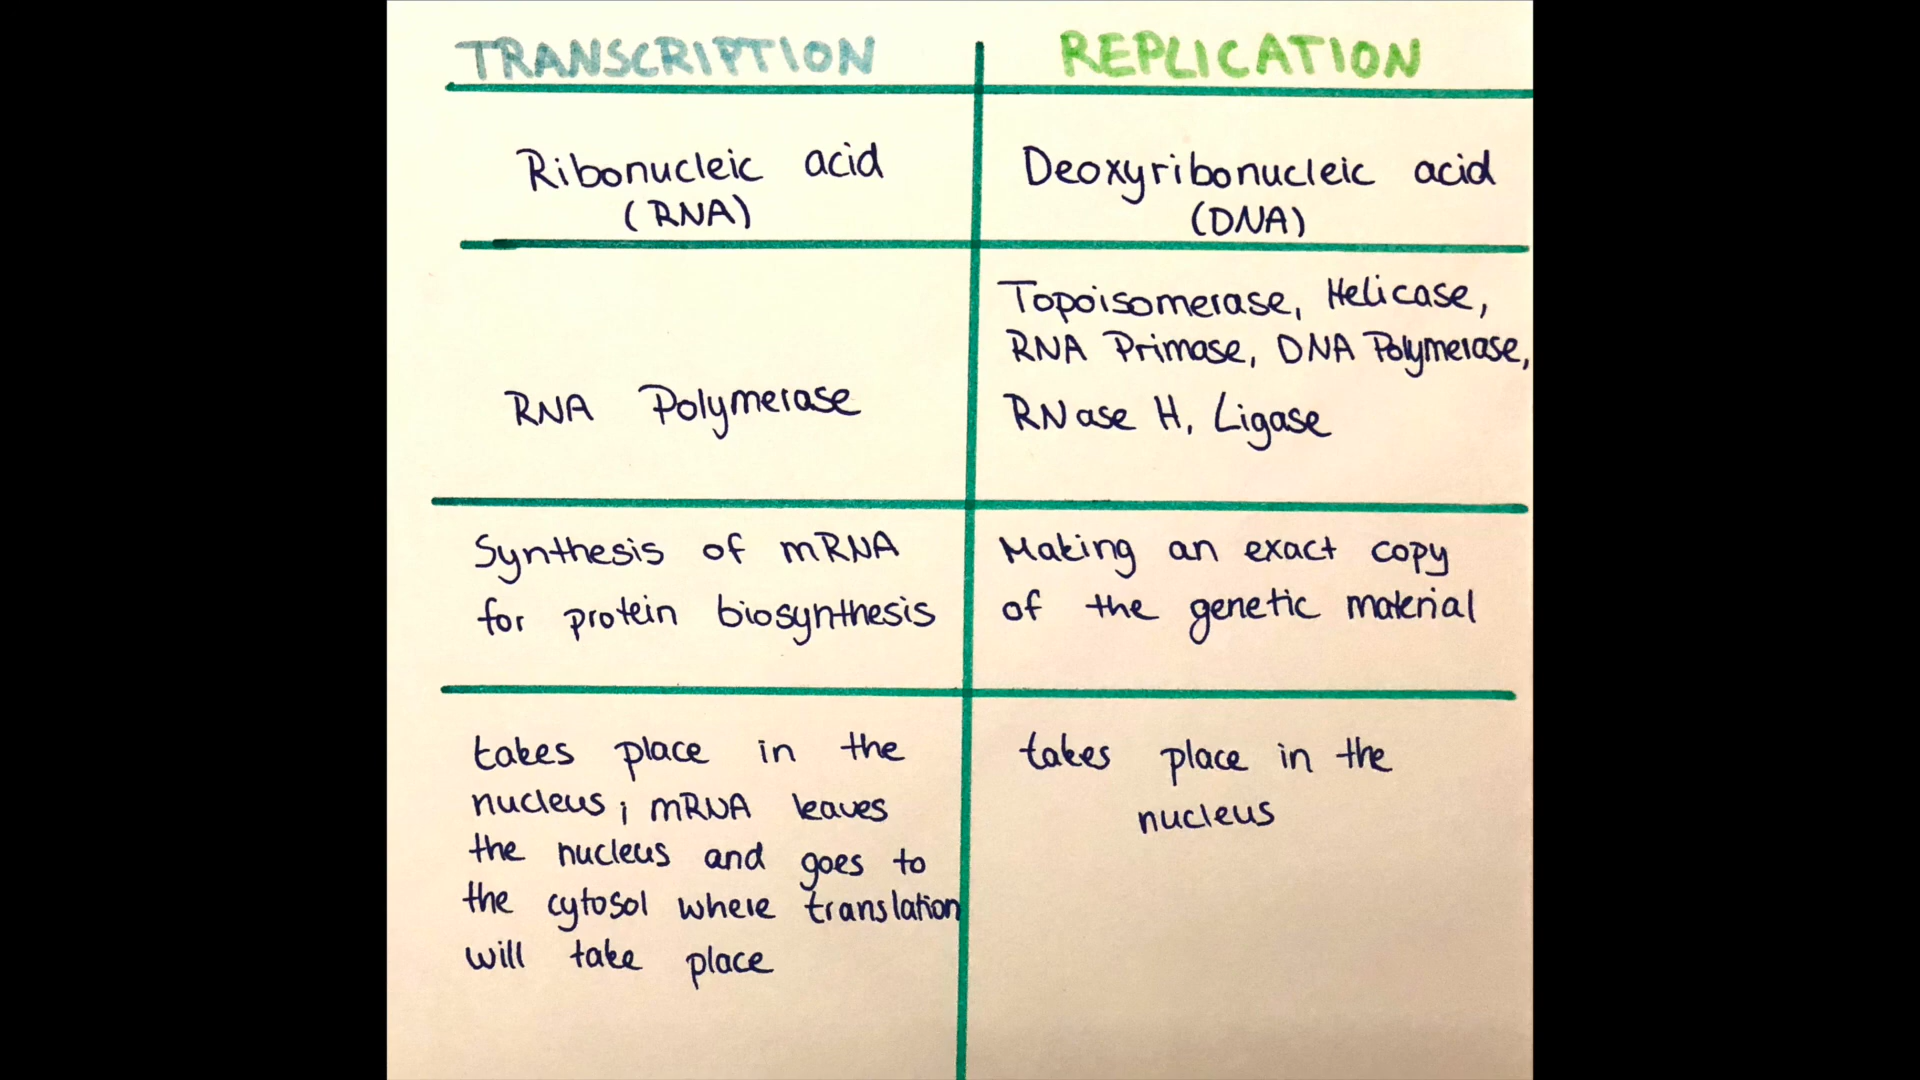 TRANSCRIPTION
REPLICATION
Ribonucleic acid
(RNA)
Deoxyribonucleic acid
(DNA)
RNA Polymerase
Topoisomerase, Helicase,
RNA Primase, DNA Polymerase,
RNase H, Ligase
Synthesis of mRNA
for protein biosynthesis
Making an exact copy
of the genetic material
takes place in the
nucleus; mRNA leaves
the nucleus and goes to
the cytosol where translation
will take place
takes place in the
nucleus